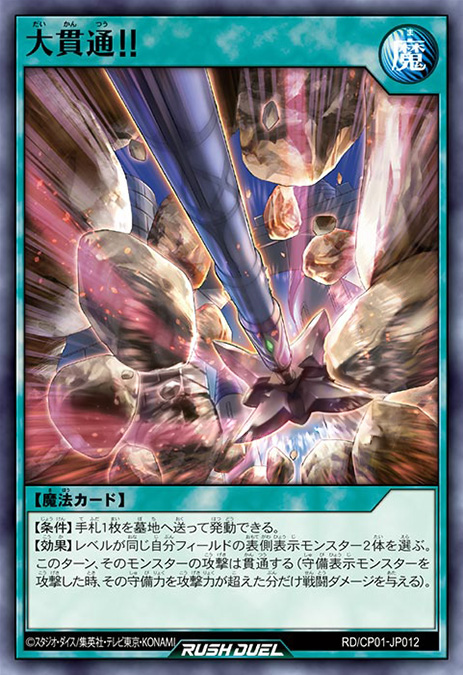 大貫通!!
魔
【魔法カード】
【条件】手札1枚を墓地へ送って発動できる。
【効果】レベルが同じ自分フィールドの表側表示モンスター2体を選ぶ。
このターン、そのモンスターの攻撃は貫通する(守備表示モンスターを
攻撃した時、その守備力を攻撃力が超えた分だけ戦闘ダメージを与える)。
©スタジオ・ダイス/集英社・テレビ東京・KONAMI
RUSH DUEL
RD/CP01-JP012